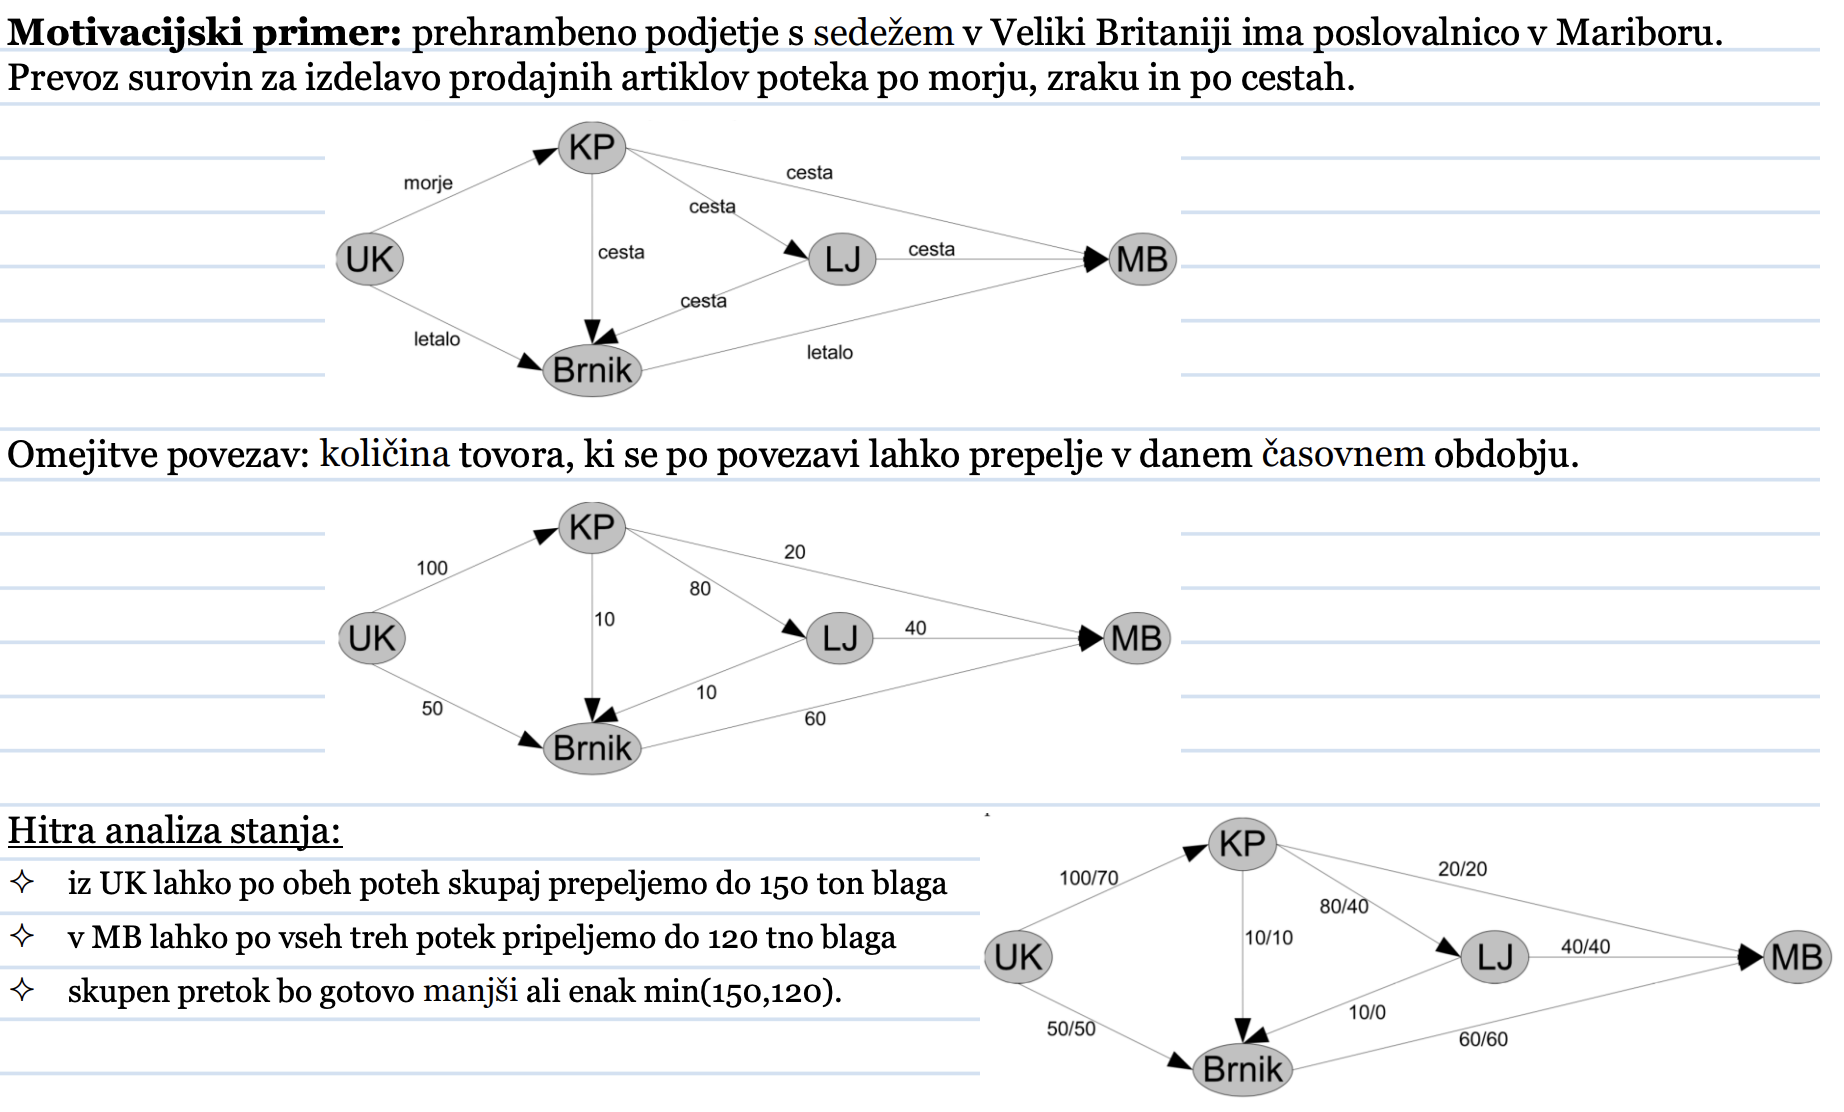 Motivacijski primer: prehrambeno podjetje s sedežem v Veliki Britaniji ima poslovalnico v Mariboru.
Prevoz surovin za izdelavo prodajnih artiklov poteka po morju, zraku in po cestah.
KP
morje
cesta
cesta
UK
cesta
LJ
cesta
MB
cesta
letalo
letalo
Brnik
Omejitve povezav: količina tovora, ki se po povezavi lahko prepelje v danem časovnem obdobju.
KP
100
20
80
10
UK
LJ
40
MB
10
50
60
Brnik
Hitra analiza stanja:
✧ iz UK lahko po obeh poteh skupaj prepeljemo do 150 ton blaga
✧ v MB lahko po vseh treh potek pripeljemo do 120 tno blaga
✧ skupen pretok bo gotovo manjši ali enak min(150,120).
KP
100/70
20/20
80/40
10/10
UK
LJ
40/40
MB
10/0
50/50
60/60
Brnik